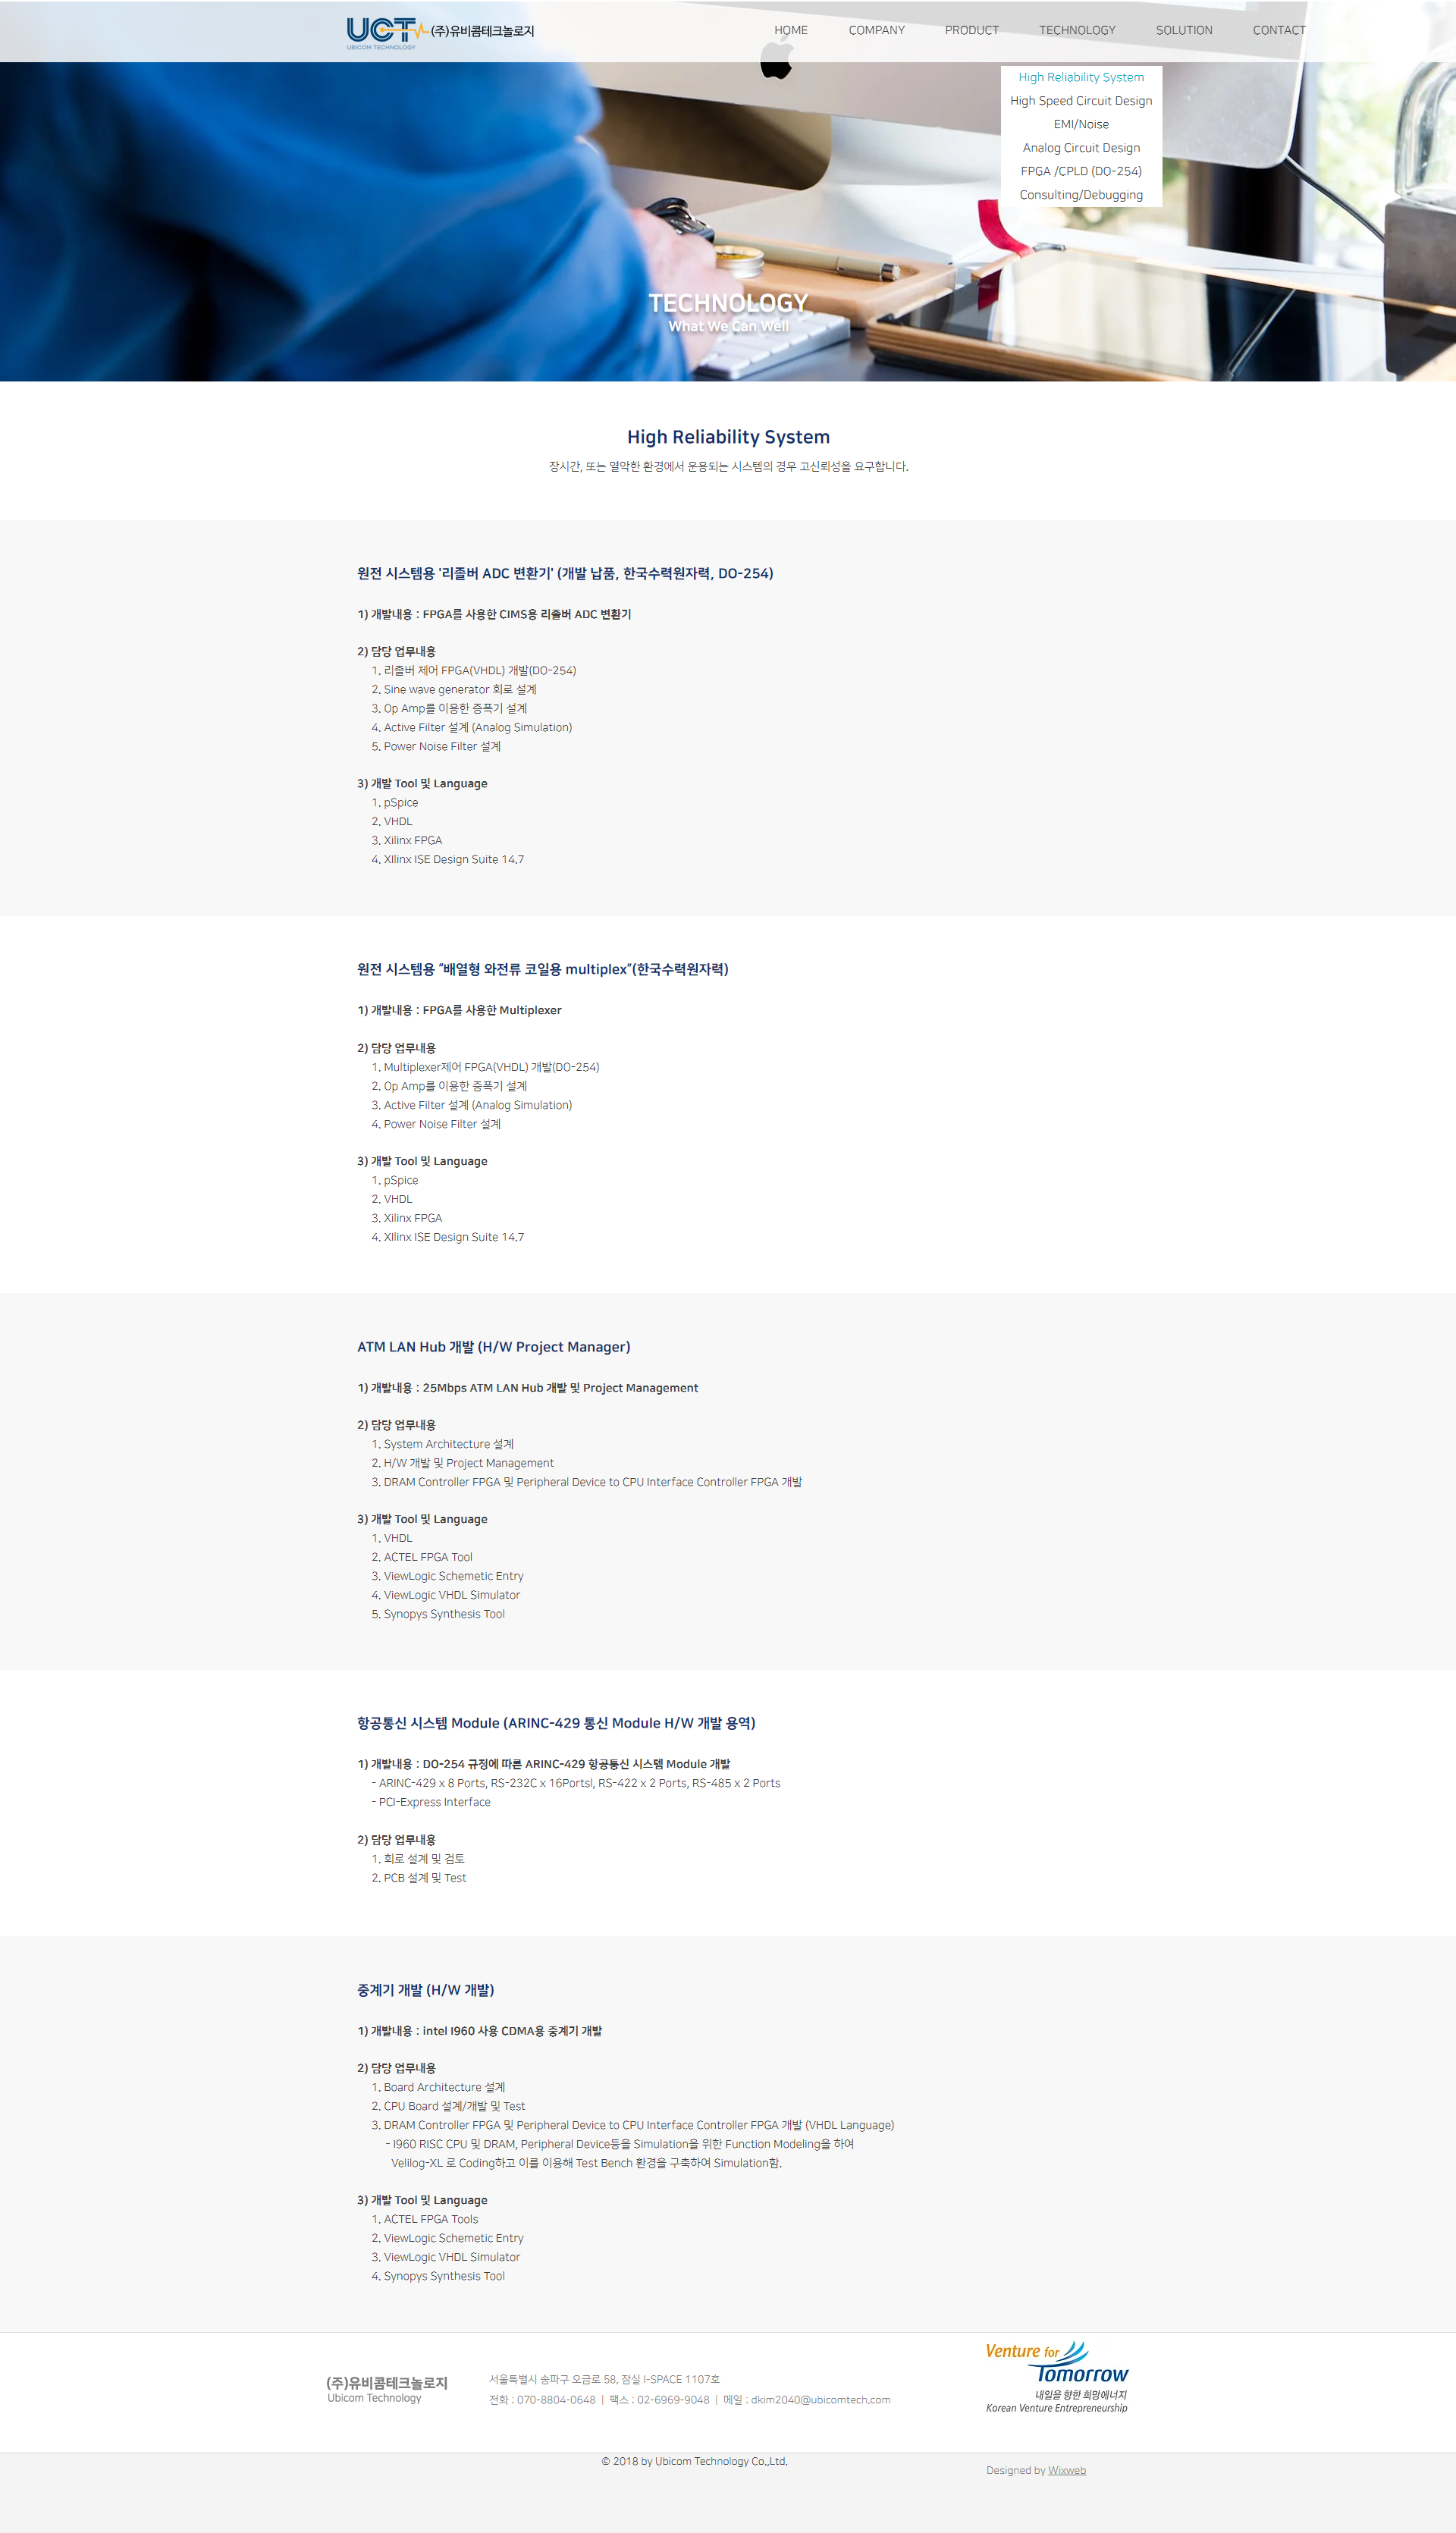 UCT
UBICOM TECHNOLOGY
(주)유비콤테크놀로지
HOME
COMPANY
PRODUCT
TECHNOLOGY
SOLUTION
CONTACT
High Reliability System
High Speed Circuit Design
EMI/Noise
Analog Circuit Design
FPGA /CPLD (DO-254)
Consulting/Debugging
TECHNOLOGY
What We Can Well
High Reliability System
장시간, 또는 열악한 환경에서 운용되는 시스템의 경우 고신뢰성을 요구합니다.
원전 시스템용 '리졸버 ADC 변환기' (개발 납품, 한국수력원자력, DO-254)
1) 개발내용 : FPGA를 사용한 CIMS용 리졸버 ADC 변환기
2) 담당 업무내용
1. 리졸버 제어 FPGA(VHDL) 개발(DO-254)
2. Sine wave generator 회로 설계
3. Op Amp를 이용한 증폭기 설계
4. Active Filter 설계 (Analog Simulation)
5. Power Noise Filter 설계
3) 개발 Tool 및 Language
1. pSpice
2. VHDL
3. Xilinx FPGA
4. XIlinx ISE Design Suite 14.7
원전 시스템용 “배열형 와전류 코일용 multiplex”(한국수력원자력)
1) 개발내용 : FPGA를 사용한 Multiplexer
2) 담당 업무내용
1. Multiplexer제어 FPGA(VHDL) 개발(DO-254)
2. Op Amp를 이용한 증폭기 설계
3. Active Filter 설계 (Analog Simulation)
4. Power Noise Filter 설계
3) 개발 Tool 및 Language
1. pSpice
2. VHDL
3. Xilinx FPGA
4. XIlinx ISE Design Suite 14.7
ATM LAN Hub 개발 (H/W Project Manager)
1) 개발내용 : 25Mbps ATM LAN Hub 개발 및 Project Management
2) 담당 업무내용
1. System Architecture 설계
2. H/W 개발 및 Project Management
3. DRAM Controller FPGA 및 Peripheral Device to CPU Interface Controller FPGA 개발
3) 개발 Tool 및 Language
1. VHDL
2. ACTEL FPGA Tool
3. ViewLogic Schemetic Entry
4. ViewLogic VHDL Simulator
5. Synopys Synthesis Tool
항공통신 시스템 Module (ARINC-429 통신 Module H/W 개발 용역)
1) 개발내용 : DO-254 규정에 따른 ARINC-429 항공통신 시스템 Module 개발
- ARINC-429 x 8 Ports, RS-232C x 16Portsl, RS-422 x 2 Ports, RS-485 x 2 Ports
- PCI-Express Interface
2) 담당 업무내용
1. 회로 설계 및 검토
2. PCB 설계 및 Test
중계기 개발 (H/W 개발)
1) 개발내용 : intel I960 사용 CDMA용 중계기 개발
2) 담당 업무내용
1. Board Architecture 설계
2. CPU Board 설계/개발 및 Test
3. DRAM Controller FPGA 및 Peripheral Device to CPU Interface Controller FPGA 개발 (VHDL Language)
- I960 RISC CPU 및 DRAM, Peripheral Device등을 Simulation을 위한 Function Modeling을 하여
Velilog-XL 로 Coding하고 이를 이용해 Test Bench 환경을 구축하여 Simulation함.
3) 개발 Tool 및 Language
1. ACTEL FPGA Tools
2. ViewLogic Schemetic Entry
3. ViewLogic VHDL Simulator
4. Synopys Synthesis Tool
(주)유비콤테크놀로지
Ubicom Technology
서울특별시 송파구 오금로 58, 잠실 I-SPACE 1107호
전화 : 070-8804-0648 | 팩스 : 02-6969-9048 | 메일 : dkim2040@ubicomtech.com
Venture for
Tomorrow
내일을 향한 희망에너지
Korean Venture Entrepreneurship
© 2018 by Ubicom Technology Co.,Ltd.
Designed by Wixweb